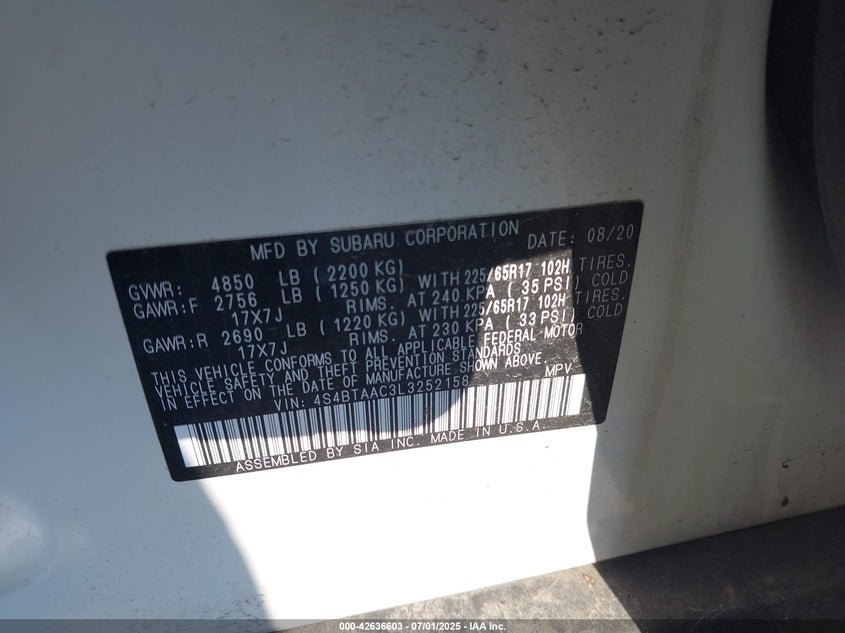 MFD BY SUBARU CORPORATION DATE: 08/20
GVWR: 4850 LB (2200 KG)
GAWR:F 2756 LB (1250 KG) WITH 225/65R17 102H TIRES.
17X7J RIMS. AT 240 KPA (35 PSI) COLD
GAWR:R 2690 LB (1220 KG) WITH 225/65R17 102H TIRES.
17X7J RIMS. AT 230 KPA (33 PSI) COLD
THIS VEHICLE CONFORMS TO ALL APPLICABLE FEDERAL MOTOR
VEHICLE SAFETY AND THEFT PREVENTION STANDARDS
IN EFFECT ON THE DATE OF MANUFACTURE SHOWN ABOVE.
VIN: 4S4BTAAC3L3252158 MPV
ASSEMBLED BY SIA INC. MADE IN U.S.A.
000-42636603 - 07/01/2025 - IAA Inc.